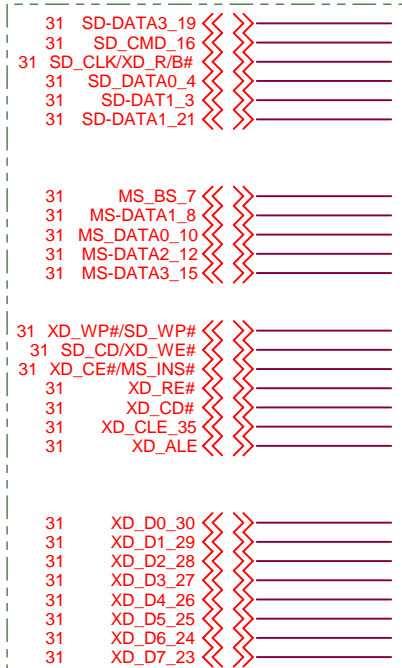 31 SD-DATA3_19
31 SD_CMD_16
31 SD_CLK/XD_R/B#
31 SD_DATA0_4
31 SD-DAT1_3
31 SD-DATA1_21
31 MS_BS_7
31 MS-DATA1_8
31 MS_DATA0_10
31 MS-DATA2_12
31 MS-DATA3_15
31 XD_WP#/SD_WP#
31 SD_CD/XD_WE#
31 XD_CE#/MS_INS#
31 XD_RE#
31 XD_CD#
31 XD_CLE_35
31 XD_ALE
31 XD_D0_30
31 XD_D1_29
31 XD_D2_28
31 XD_D3_27
31 XD_D4_26
31 XD_D5_25
31 XD_D6_24
31 XD_D7_23